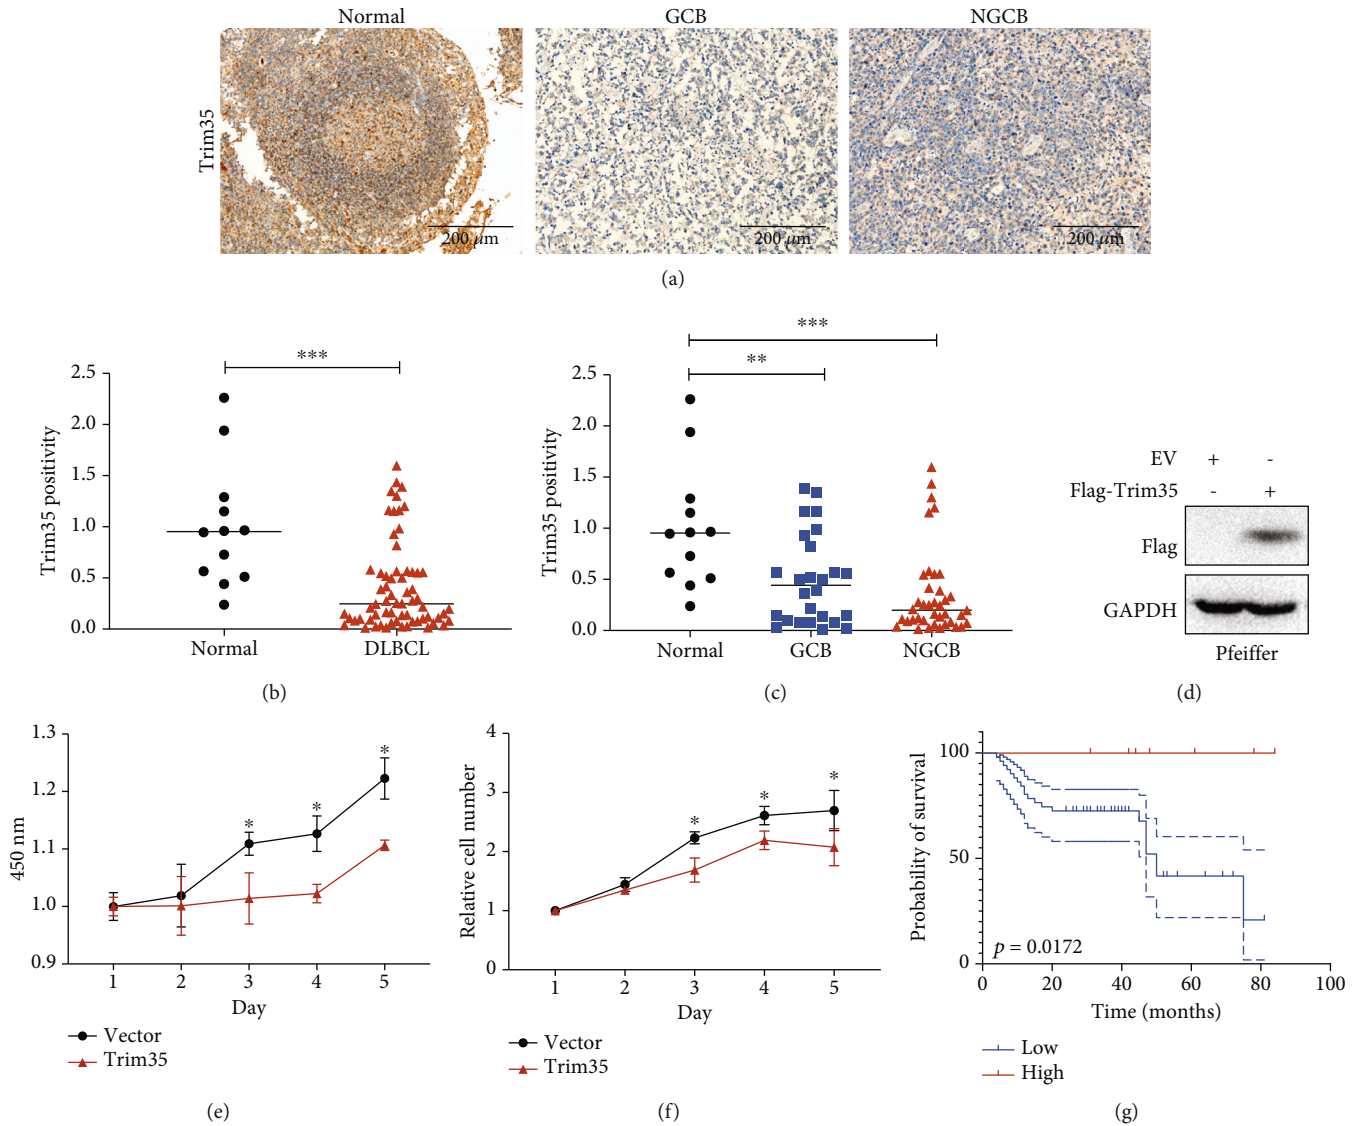 Normal
GCB
NGCB
Trim35
200 µm
200 µm
200 µm
(a)
***
2.5
2.0
1.5
1.0
0.5
0.0
Trim35 positivity
Normal
DLBCL
(b)
***
**
2.5
2.0
1.5
1.0
0.5
0.0
Trim35 positivity
Normal
GCB
NGCB
(c)
EV + -
Flag-Trim35 - +
Flag
GAPDH
Pfeiffer
(d)
1.3
1.2
1.1
1.0
0.9
450 nm
* * *
1 2 3 4 5
Day
Vector
Trim35
(e)
4
3
2
1
0
Relative cell number
* * *
1 2 3 4 5
Day
Vector
Trim35
(f)
100
50
0
Probability of survival
p = 0.0172
0 20 40 60 80 100
Time (months)
Low
High
(g)